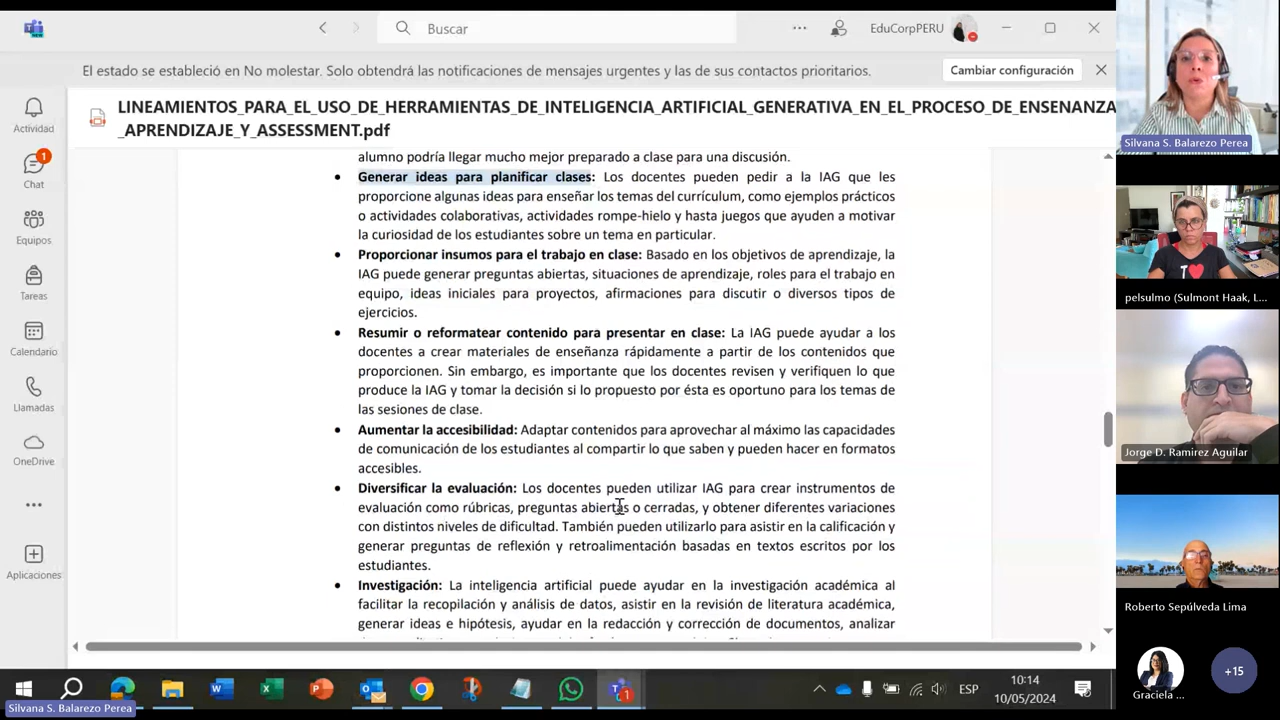 Buscar
EduCorpPERU
El estado se estableció en No molestar. Solo obtendrá las notificaciones de mensajes urgentes y las de sus contactos prioritarios.
Cambiar configuración
NEW
Actividad
1
Chat
Equipos
Tareas
Calendario
Llamadas
OneDrive
Aplicaciones
LINEAMIENTOS_PARA_EL_USO_DE_HERRAMIENTAS_DE_INTELIGENCIA_ARTIFICIAL_GENERATIVA_EN_EL_PROCESO_DE_ENSENANZA
_APRENDIZAJE_Y_ASSESSMENT.pdf
alumno podría llegar mucho mejor preparado a clase para una discusión.
• Generar ideas para planificar clases: Los docentes pueden pedir a la IAG que les
proporcione algunas ideas para enseñar los temas del currículum, como ejemplos prácticos
o actividades colaborativas, actividades rompe-hielo y hasta juegos que ayuden a motivar
la curiosidad de los estudiantes sobre un tema en particular.
• Proporcionar insumos para el trabajo en clase: Basado en los objetivos de aprendizaje, la
IAG puede generar preguntas abiertas, situaciones de aprendizaje, roles para el trabajo en
equipo, ideas iniciales para proyectos, afirmaciones para discutir o diversos tipos de
ejercicios.
• Resumir o reformatear contenido para presentar en clase: La IAG puede ayudar a los
docentes a crear materiales de enseñanza rápidamente a partir de los contenidos que
proporcionen. Sin embargo, es importante que los docentes revisen y verifiquen lo que
produce la IAG y tomar la decisión si lo propuesto por ésta es oportuno para los temas de
las sesiones de clase.
• Aumentar la accesibilidad: Adaptar contenidos para aprovechar al máximo las capacidades
de comunicación de los estudiantes al compartir lo que saben y pueden hacer en formatos
accesibles.
• Diversificar la evaluación: Los docentes pueden utilizar IAG para crear instrumentos de
evaluación como rúbricas, preguntas abiertas o cerradas, y obtener diferentes variaciones
con distintos niveles de dificultad. También pueden utilizarlo para asistir en la calificación y
generar preguntas de reflexión y retroalimentación basadas en textos escritos por los
estudiantes.
• Investigación: La inteligencia artificial puede ayudar en la investigación académica al
facilitar la recopilación y análisis de datos, asistir en la revisión de literatura académica,
generar ideas e hipótesis, ayudar en la redacción y corrección de documentos, analizar
Silvana S. Balarezo Perea
pelsulmo (Sulmont Haak, L...
Jorge D. Ramirez Aguilar
Roberto Sepúlveda Lima
Graciela ...
+15
ESP
10:14
10/05/2024
Silvana S. Balarezo Perea